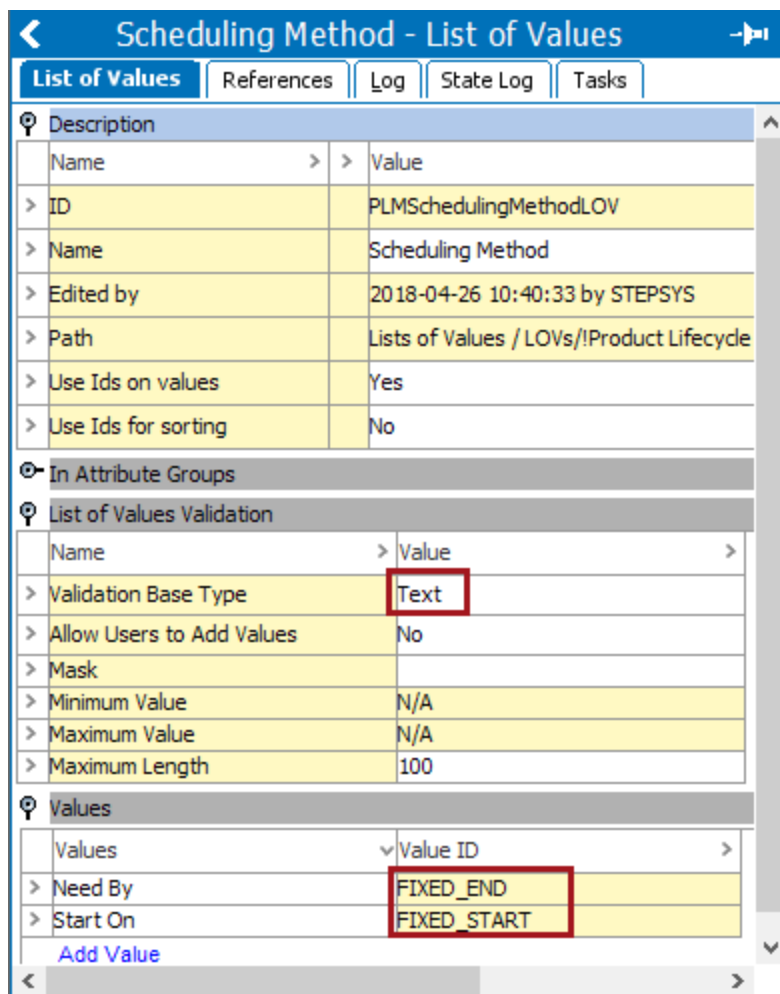 Scheduling Method - List of Values
List of Values References Log State Log Tasks
Description
Name Value
ID PLMSchedulingMethodLOV
Name Scheduling Method
Edited by 2018-04-26 10:40:33 by STEPSYS
Path Lists of Values / LOVs/!Product Lifecycle
Use Ids on values Yes
Use Ids for sorting No
In Attribute Groups
List of Values Validation
Name Value
Validation Base Type Text
Allow Users to Add Values No
Mask
Minimum Value N/A
Maximum Value N/A
Maximum Length 100
Values
Values Value ID
Need By FIXED_END
Start On FIXED_START
Add Value